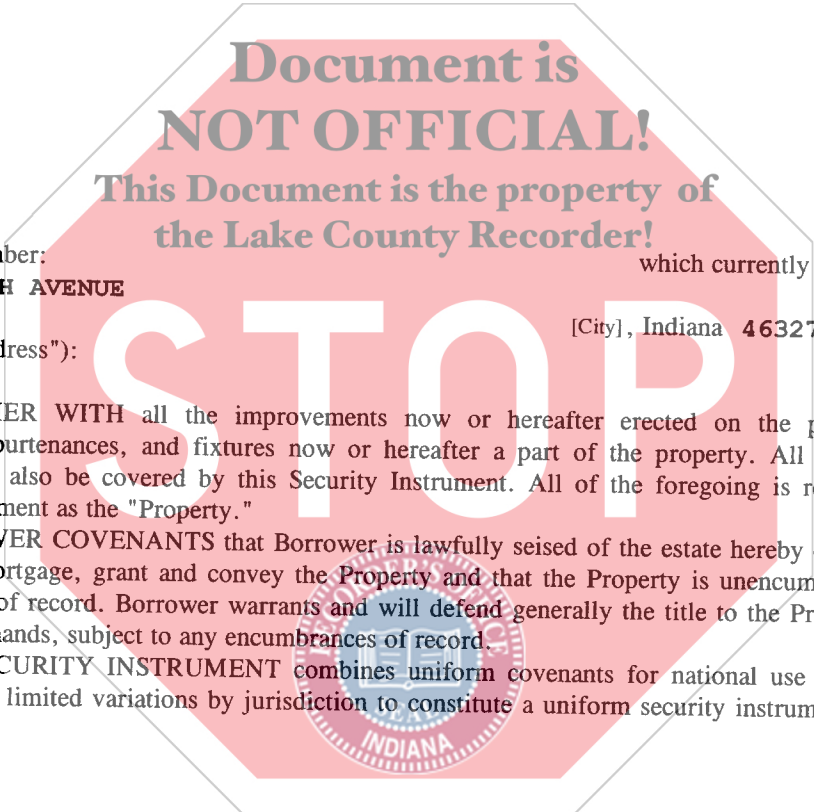 Document is
NOT OFFICIAL!
This Document is the property of
the Lake County Recorder!
ber: which currently
H AVENUE
[City], Indiana 46327
dress"):
STOP
ER WITH all the improvements now or hereafter erected on the p
urtenances, and fixtures now or hereafter a part of the property. All
also be covered by this Security Instrument. All of the foregoing is r
ment as the "Property."
VER COVENANTS that Borrower is lawfully seised of the estate hereby
ortgage, grant and convey the Property and that the Property is unencum
of record. Borrower warrants and will defend generally the title to the Pr
ands, subject to any encumbrances of record.
CURITY INSTRUMENT combines uniform covenants for national use
limited variations by jurisdiction to constitute a uniform security instrum
RECORDER'S
SEAL
INDIANA